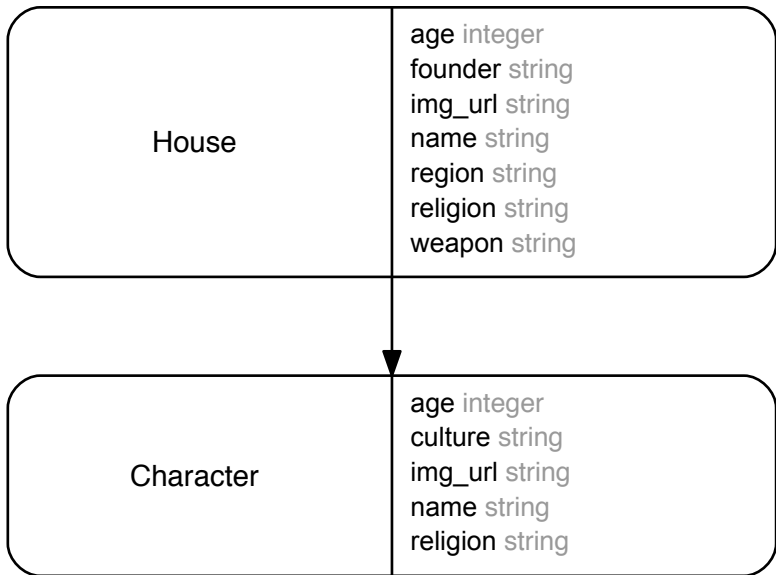 House
age integer
founder string
img_url string
name string
region string
religion string
weapon string
Character
age integer
culture string
img_url string
name string
religion string